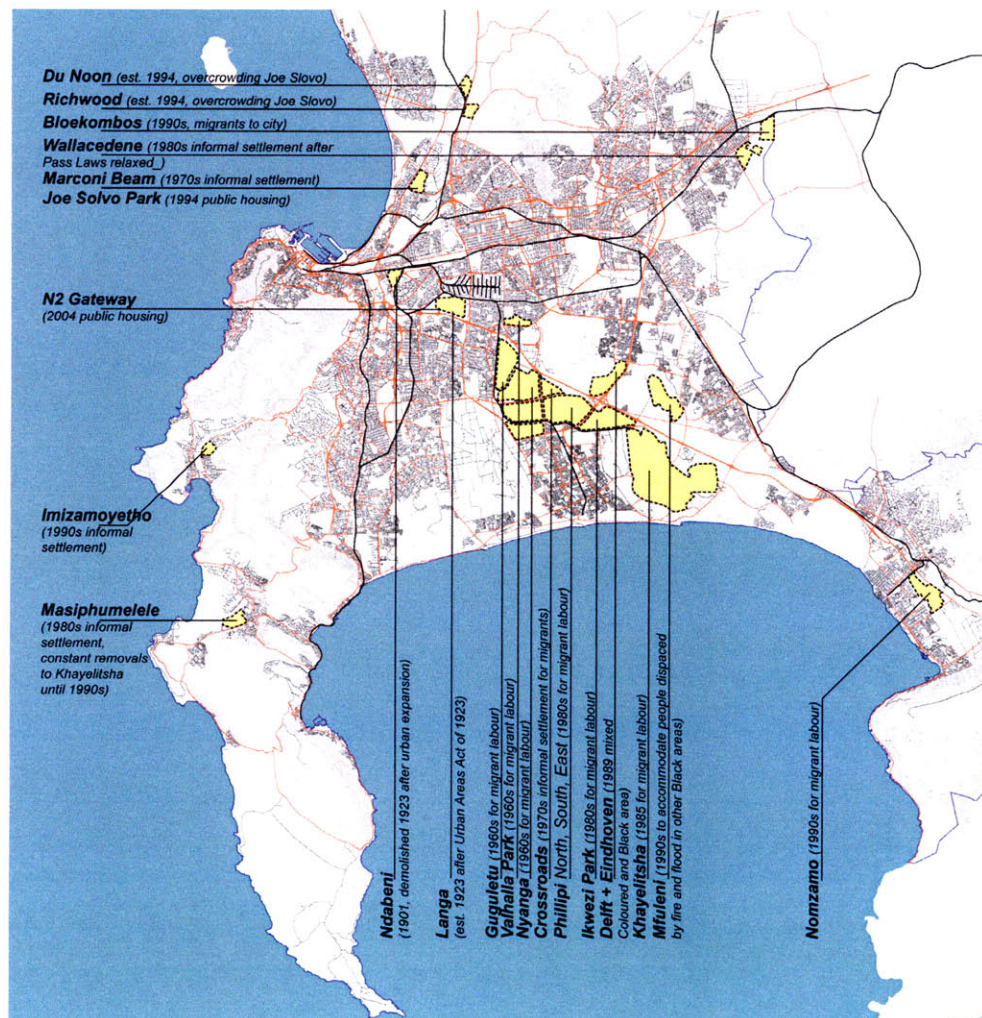 Du Noon (est. 1994, overcrowding Joe Slovo)
Richwood (est. 1994, overcrowding Joe Slovo)
Bloekombos (1990s, migrants to city)
Wallacedene (1980s informal settlement after
Pass Laws relaxed_)
Marconi Beam (1970s informal settlement)
Joe Solvo Park (1994 public housing)
N2 Gateway
(2004 public housing)
Imizamoyetho
(1990s informal
settlement)
Masiphumelele
(1980s informal
settlement,
constant removals
to Khayelitsha
until 1990s)
Ndabeni
(1901, demolished 1923 after urban expansion)
Langa
(est. 1923 after Urban Areas Act of 1923)
Guguletu (1960s for migrant labour)
Valhalla Park (1960s for migrant labour)
Nyanga (1960s for migrant labour)
Crossroads (1970s informal settlement for migrants)
Phillipi North, South, East (1980s for migrant labour)
Ikwezi Park (1980s for migrant labour)
Delft + Eindhoven (1989 mixed
Coloured and Black area)
Khayelitsha (1985 for migrant labour)
Mfuleni (1990s to accommodate people dispaced
by fire and flood in other Black areas)
Nomzamo (1990s for migrant labour)